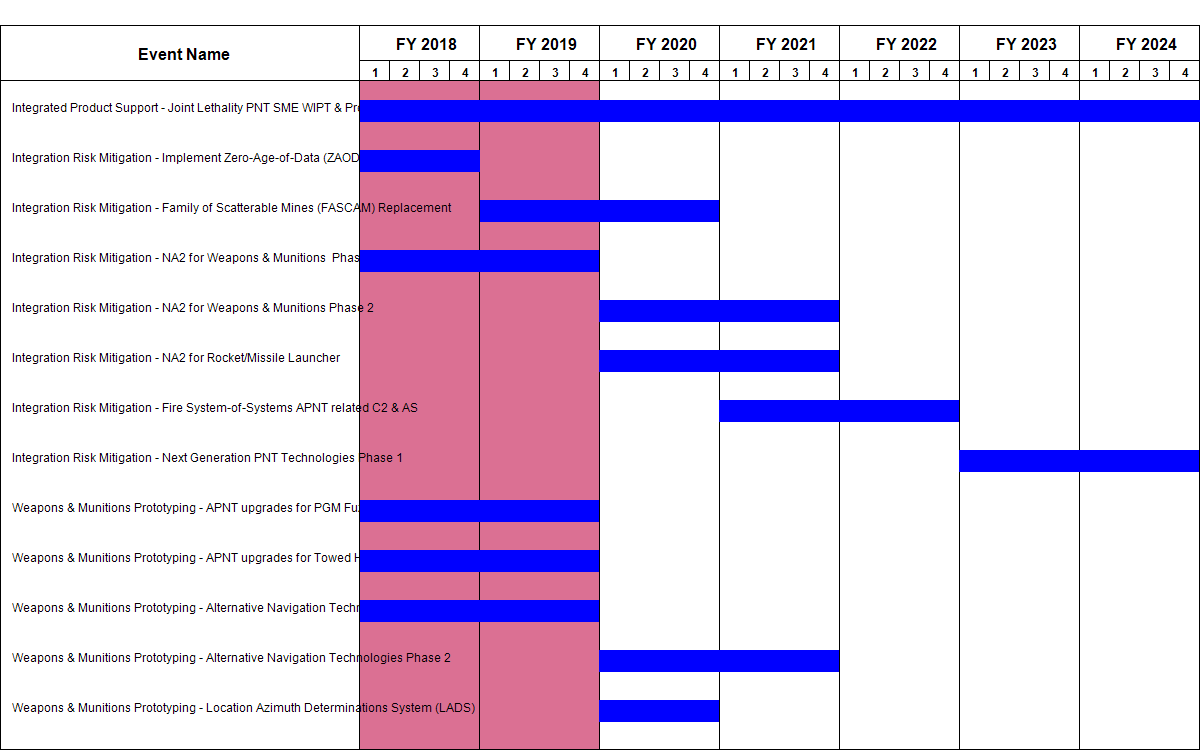 Event Name
FY 2018 FY 2019 FY 2020 FY 2021 FY 2022 FY 2023 FY 2024
1 2 3 4 1 2 3 4 1 2 3 4 1 2 3 4 1 2 3 4 1 2 3 4 1 2 3 4
Integrated Product Support - Joint Lethality PNT SME WIPT &
Integration Risk Mitigation - Implement Zero-Age-of-Data (ZAOD
Integration Risk Mitigation - Family of Scatterable Mines (FASCAM) Replacement
Integration Risk Mitigation - NA2 for Weapons & Munitions
Integration Risk Mitigation - NA2 for Weapons & Munitions Phase 2
Integration Risk Mitigation - NA2 for Rocket/Missile Launcher
Integration Risk Mitigation - Fire System-of-Systems APNT related C2 & AS
Integration Risk Mitigation - Next Generation PNT Technologies Phase 1
Weapons & Munitions Prototyping - APNT upgrades for PGM
Weapons & Munitions Prototyping - APNT upgrades for Towed
Weapons & Munitions Prototyping - Alternative Navigation
Weapons & Munitions Prototyping - Alternative Navigation Technologies Phase 2
Weapons & Munitions Prototyping - Location Azimuth Determinations System (LADS)